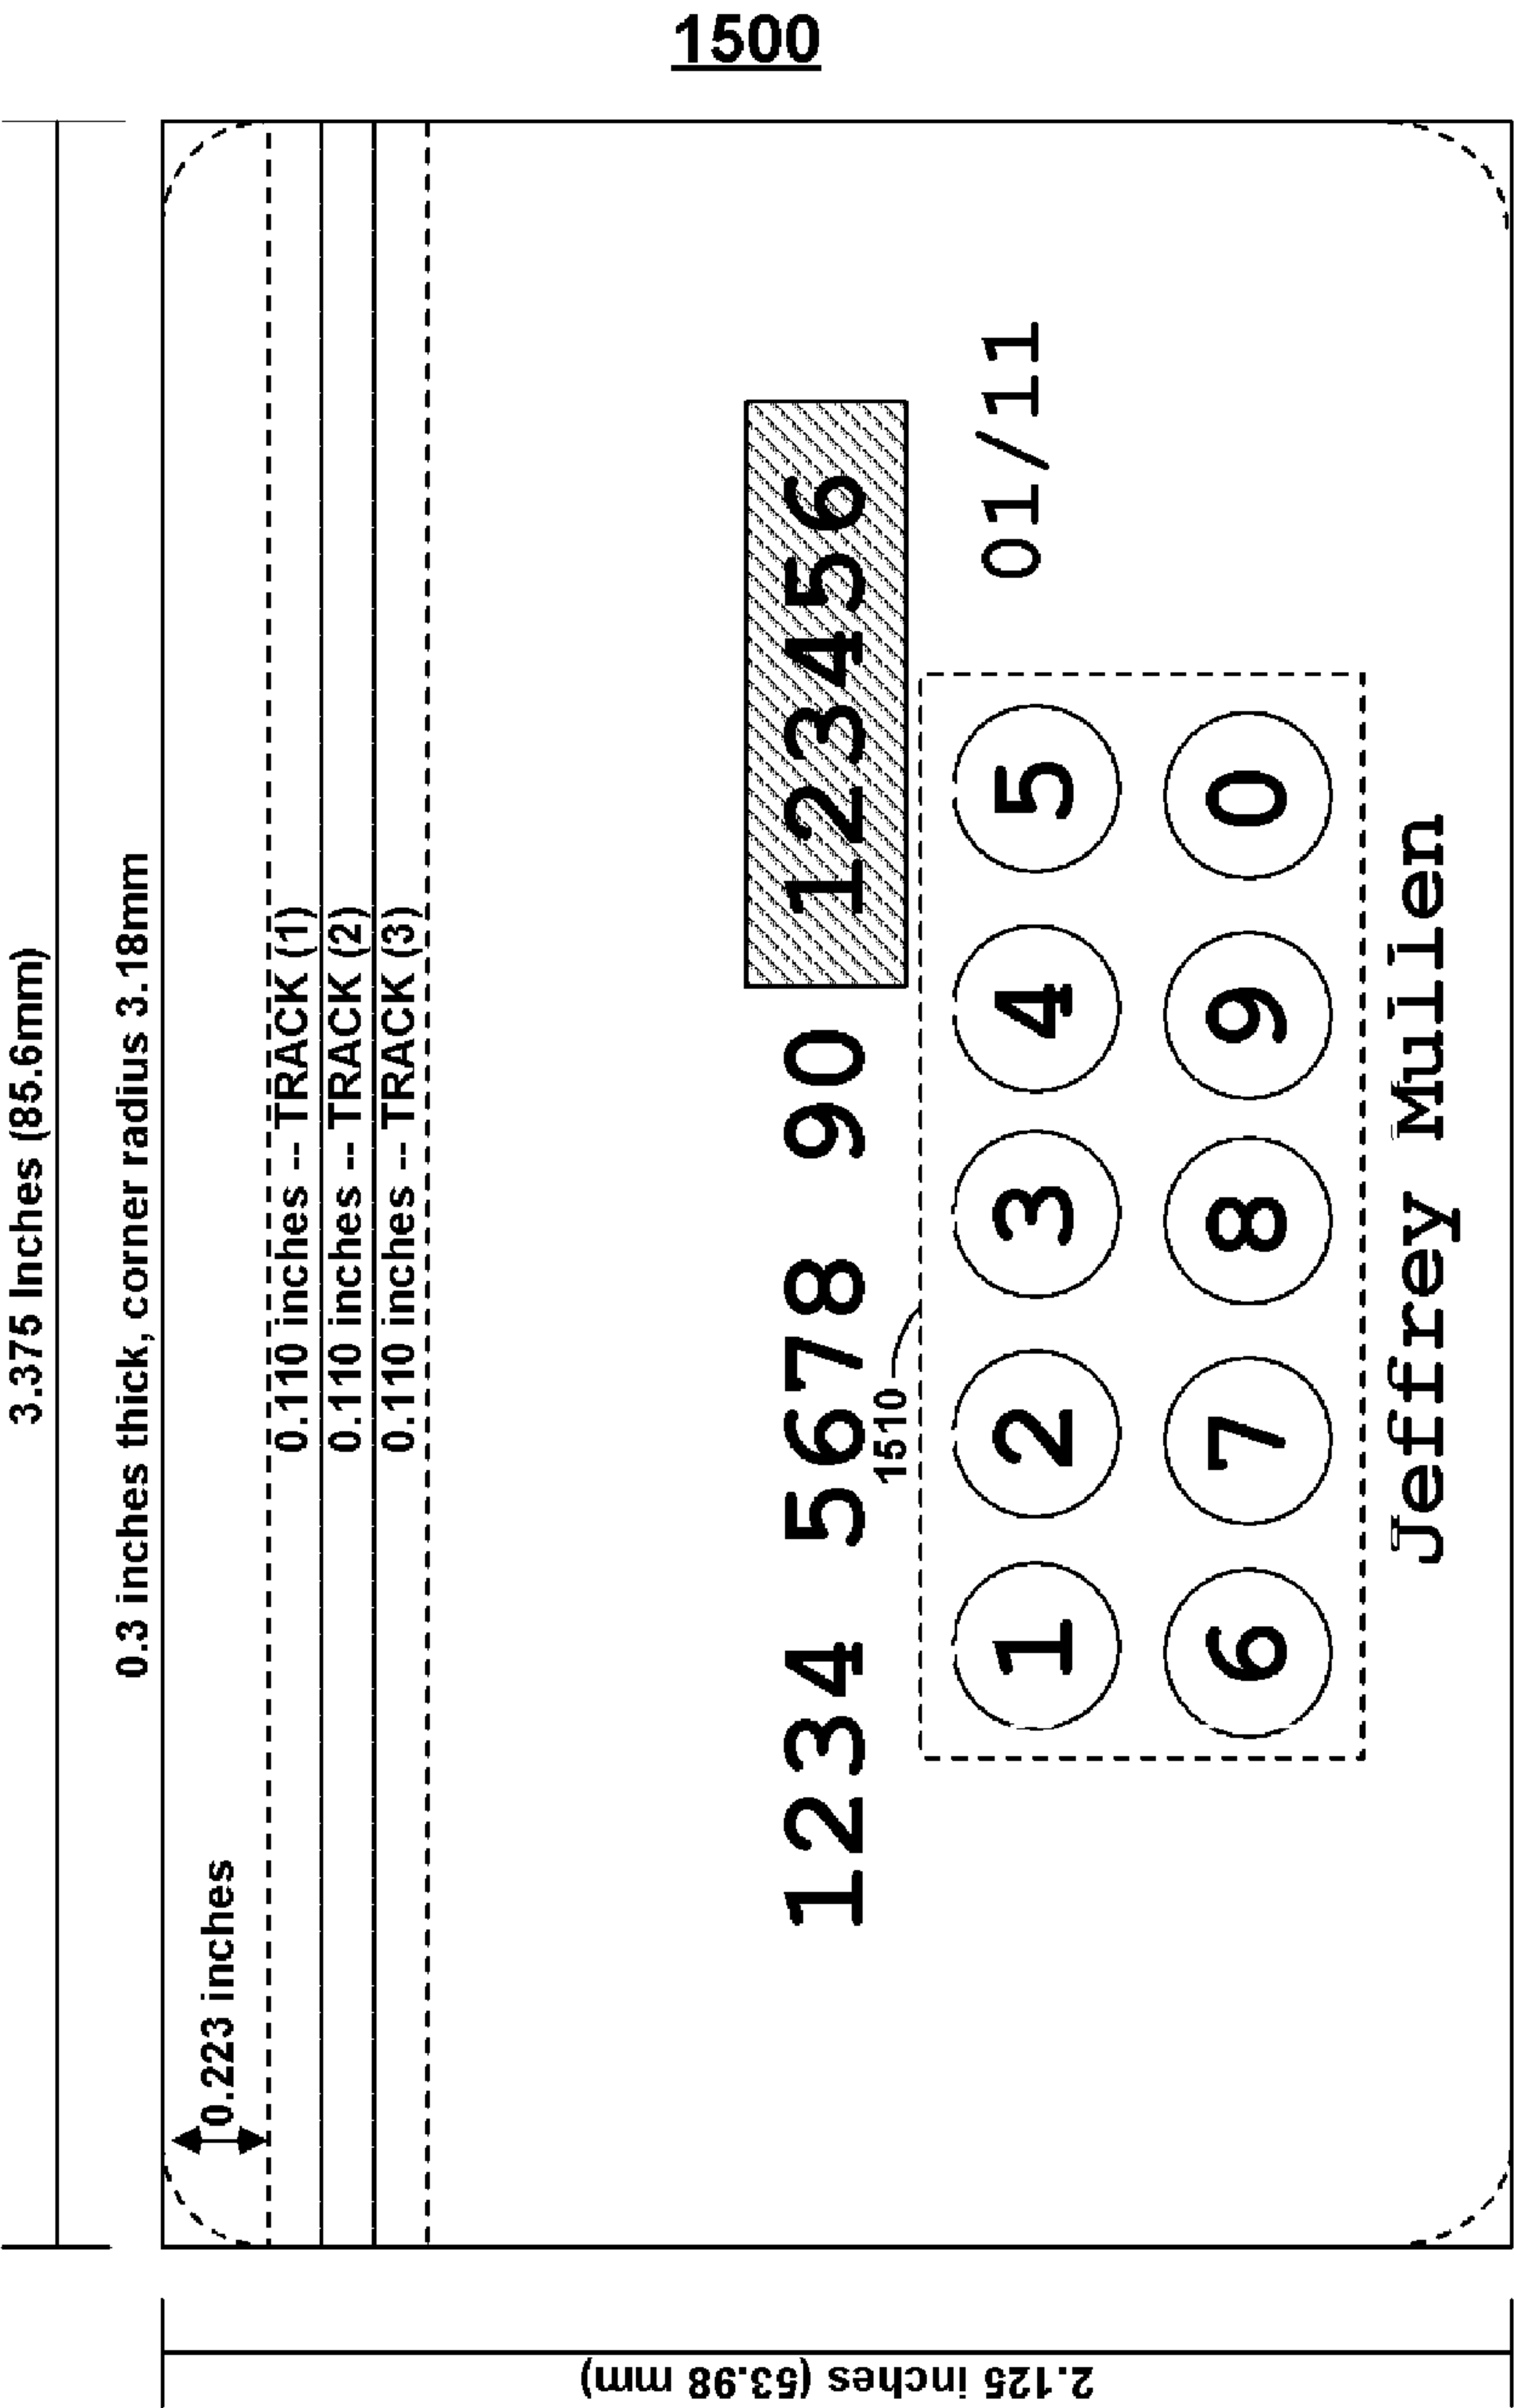 1500
3.375 Inches (85.6mm)
0.3 inches thick, corner radius 3.18mm
0.223 inches
0.110 inches -- TRACK (1)
0.110 inches -- TRACK (2)
0.110 inches -- TRACK (3)
1234 5678 90 123456
1510
01/11
1 2 3 4 5
6 7 8 9 0
Jeffrey Mullen
2.125 inches (53.98 mm)